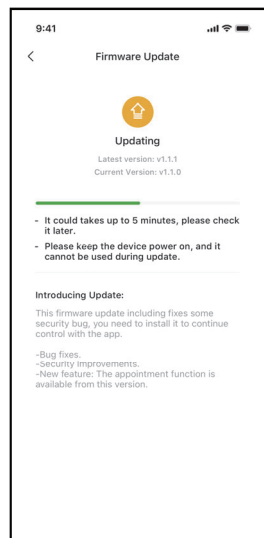 9:41
Firmware Update
Updating
Latest version: v1.1.1
Current Version: v1.1.0
- It could takes up to 5 minutes, please check
it later.
- Please keep the device power on, and it
cannot be used during update.
Introducing Update:
This firmware update including fixes some
security bug, you need to install it to continue
control with the app.
-Bug fixes.
-Security improvements.
-New feature: The appointment function is
available from this version.